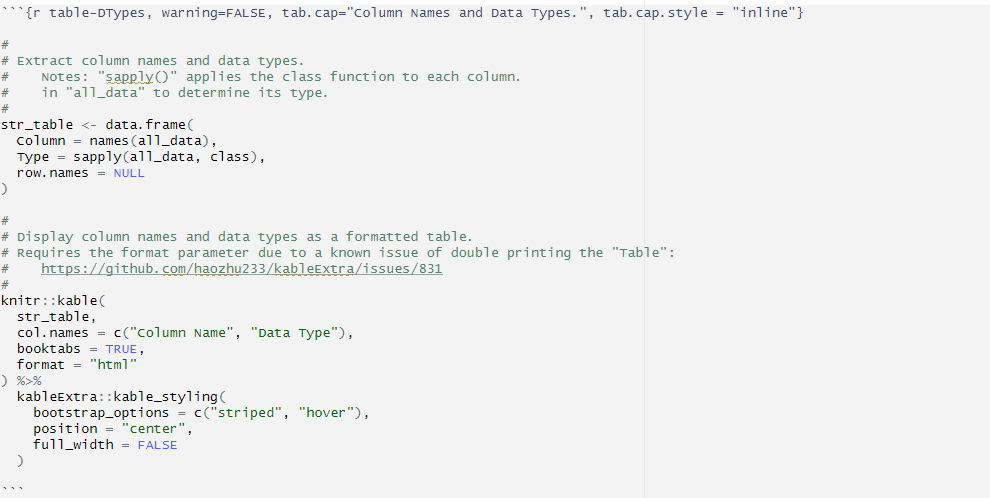 ```{r table-DTypes, warning=FALSE, tab.cap="Column Names and Data Types.", tab.cap.style = "inline"}
#
# Extract column names and data types.
#    Notes: "sapply()" applies the class function to each column.
#    in "all_data" to determine its type.
#
str_table <- data.frame(
  Column = names(all_data),
  Type = sapply(all_data, class),
  row.names = NULL
)
#
# Display column names and data types as a formatted table.
# Requires the format parameter due to a known issue of double printing the "Table":
#    https://github.com/haozhu233/kableExtra/issues/831
#
knitr::kable(
  str_table,
  col.names = c("Column Name", "Data Type"),
  booktabs = TRUE,
  format = "html"
) %>%
  kableExtra::kable_styling(
    bootstrap_options = c("striped", "hover"),
    position = "center",
    full_width = FALSE
  )
```